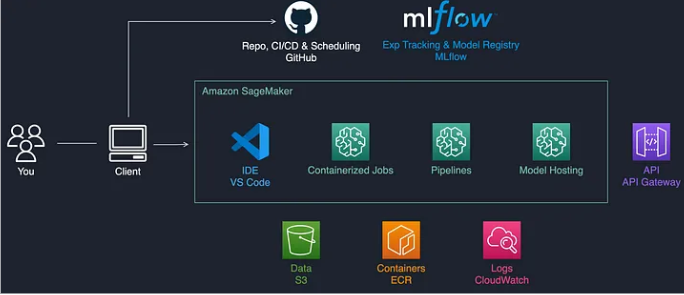 mlflow
Repo, CI/CD & Scheduling
GitHub
Exp Tracking & Model Registry
MLflow
Amazon SageMaker
You
Client
IDE
VS Code
Containerized Jobs
Pipelines
Model Hosting
API
API Gateway
Data
S3
Containers
ECR
Logs
CloudWatch